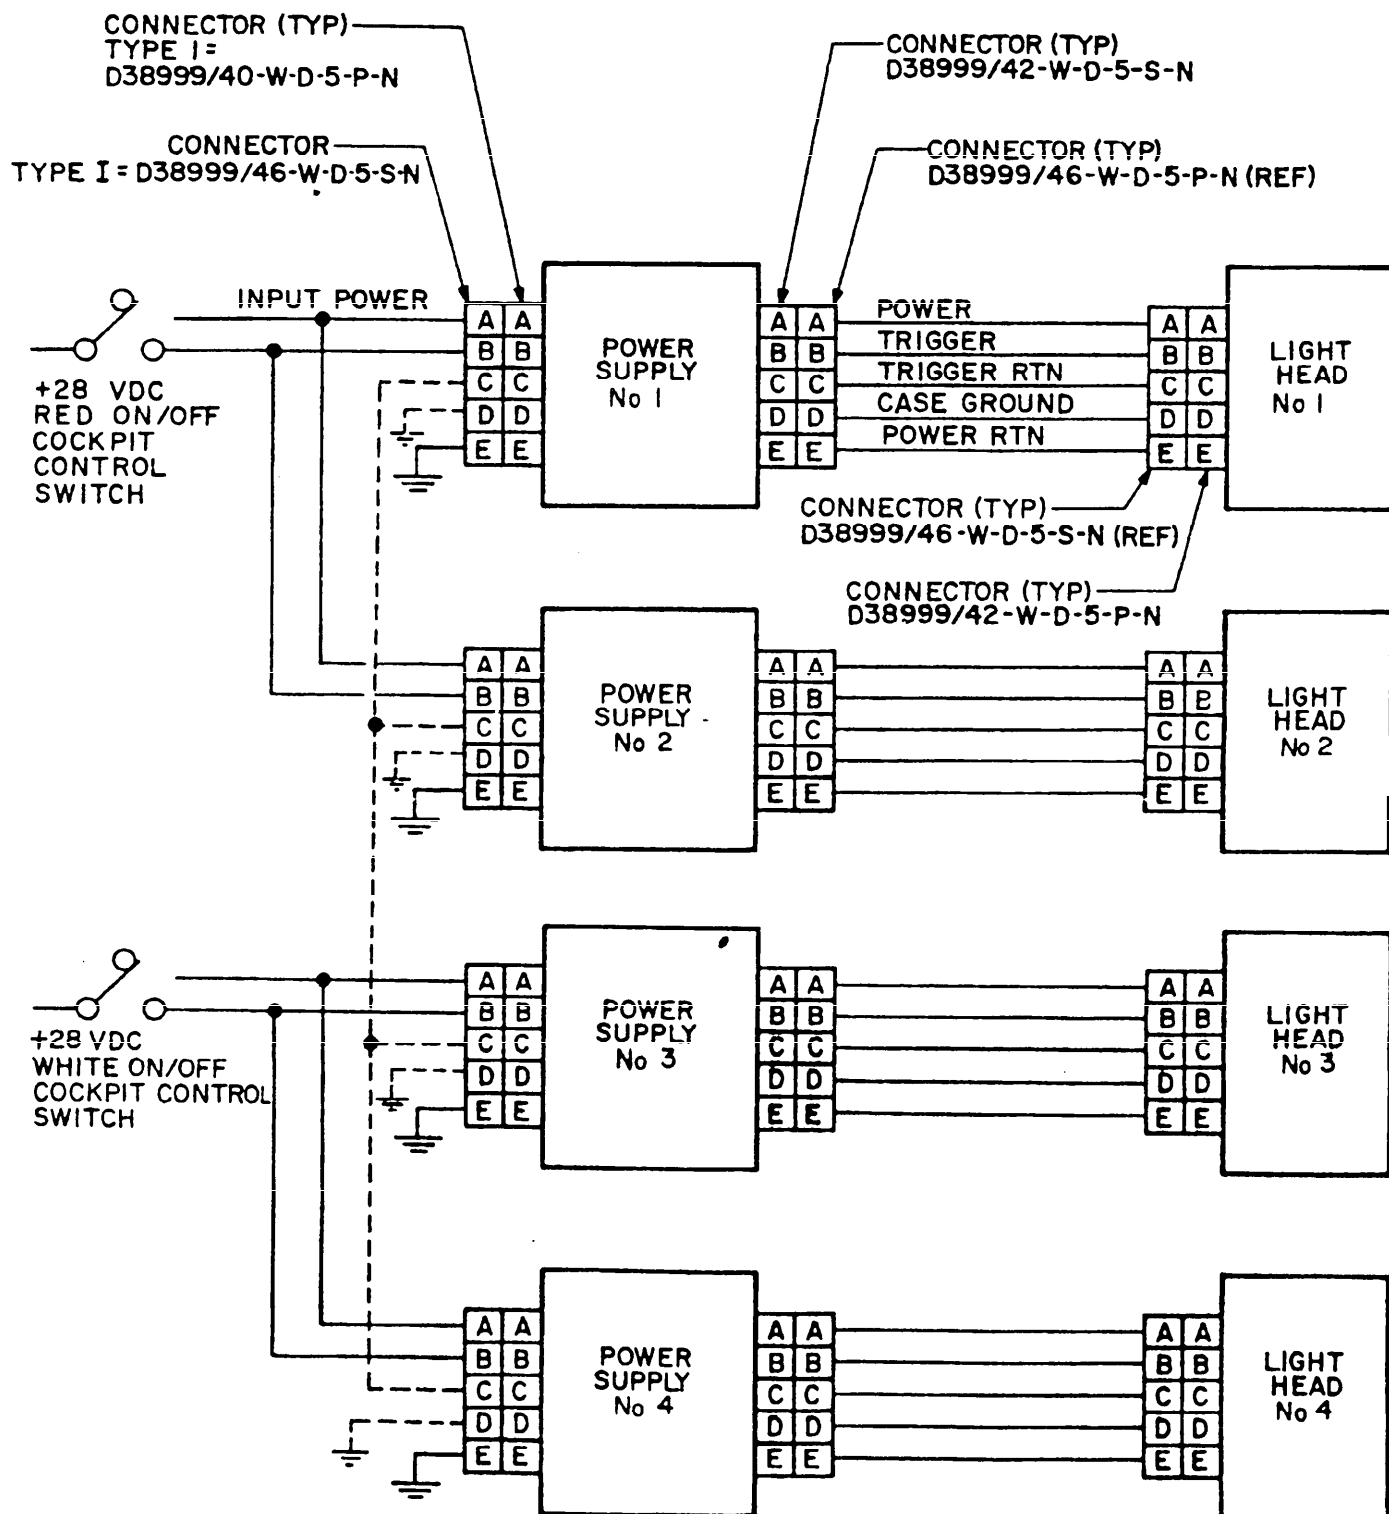 CONNECTOR (TYP)
TYPE I =
D38999/40-W-D-5-P-N
CONNECTOR (TYP)
D38999/42-W-D-5-S-N
CONNECTOR
TYPE I = D38999/46-W-D-5-S-N
CONNECTOR (TYP)
D38999/46-W-D-5-P-N (REF)
INPUT POWER
+28 VDC
RED ON/OFF
COCKPIT
CONTROL
SWITCH
A A
B B
C C
D D
E E
POWER
SUPPLY
No 1
A A
B B
C C
D D
E E
POWER
TRIGGER
TRIGGER RTN
CASE GROUND
POWER RTN
A A
B B
C C
D D
E E
LIGHT
HEAD
No 1
CONNECTOR (TYP)
D38999/46-W-D-5-S-N (REF)
CONNECTOR (TYP)
D38999/42-W-D-5-P-N
A A
B B
C C
D D
E E
POWER
SUPPLY
No 2
A A
B B
C C
D D
E E
A A
B B
C C
D D
E E
LIGHT
HEAD
No 2
+28 VDC
WHITE ON/OFF
COCKPIT CONTROL
SWITCH
A A
B B
C C
D D
E E
POWER
SUPPLY
No 3
A A
B B
C C
D D
E E
A A
B B
C C
D D
E E
LIGHT
HEAD
No 3
A A
B B
C C
D D
E E
POWER
SUPPLY
No 4
A A
B B
C C
D D
E E
A A
B B
C C
D D
E E
LIGHT
HEAD
No 4